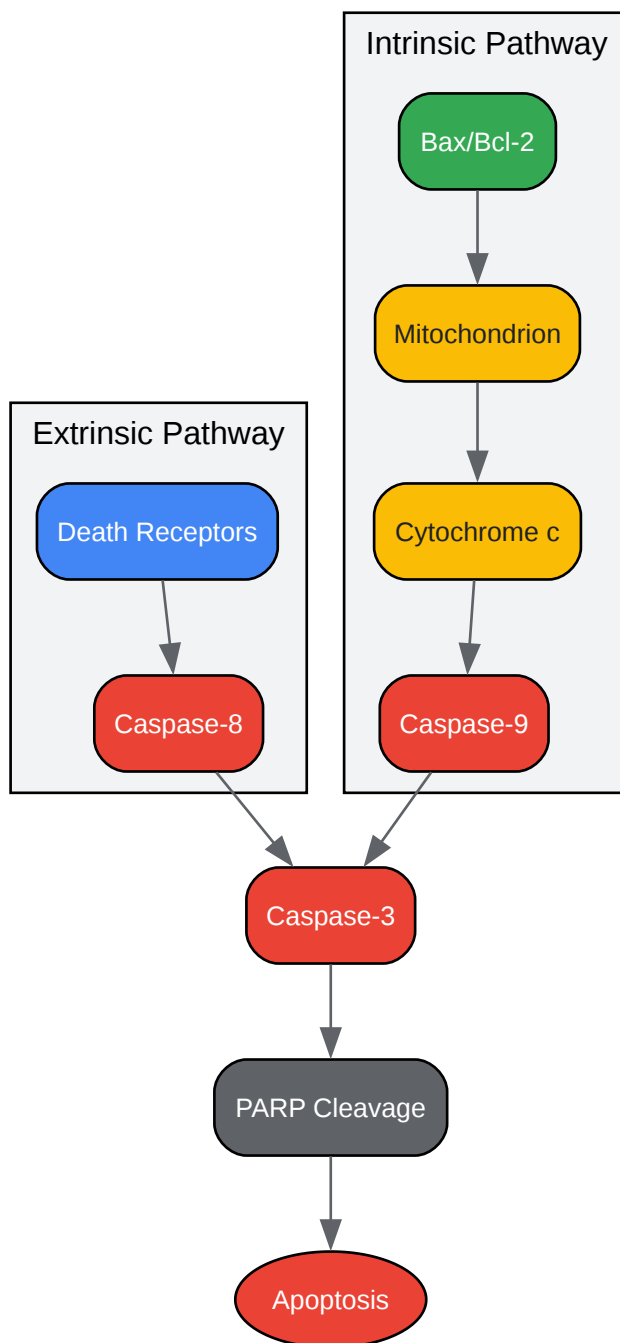 Intrinsic Pathway
Bax/Bcl-2
Mitochondrion
Cytochrome c
Caspase-9
Extrinsic Pathway
Death Receptors
Caspase-8
Caspase-3
PARP Cleavage
Apoptosis